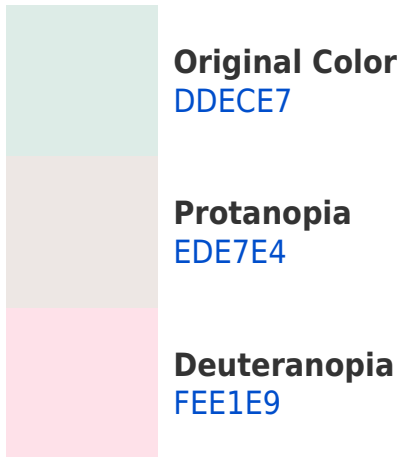 Original Color
DDECE7
Protanopia
EDE7E4
Deuteranopia
FEE1E9